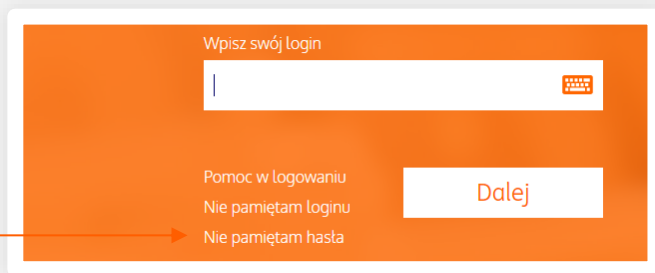 Wpisz swój login
Pomoc w logowaniu
Nie pamiętam loginu
Nie pamiętam hasła
Dalej